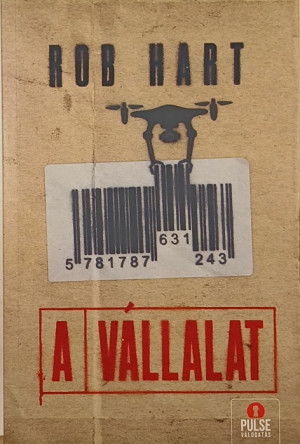 ROB HART
631
5 781787 243
A VÁLLALAT
PULSE
VÁLOGATÁS